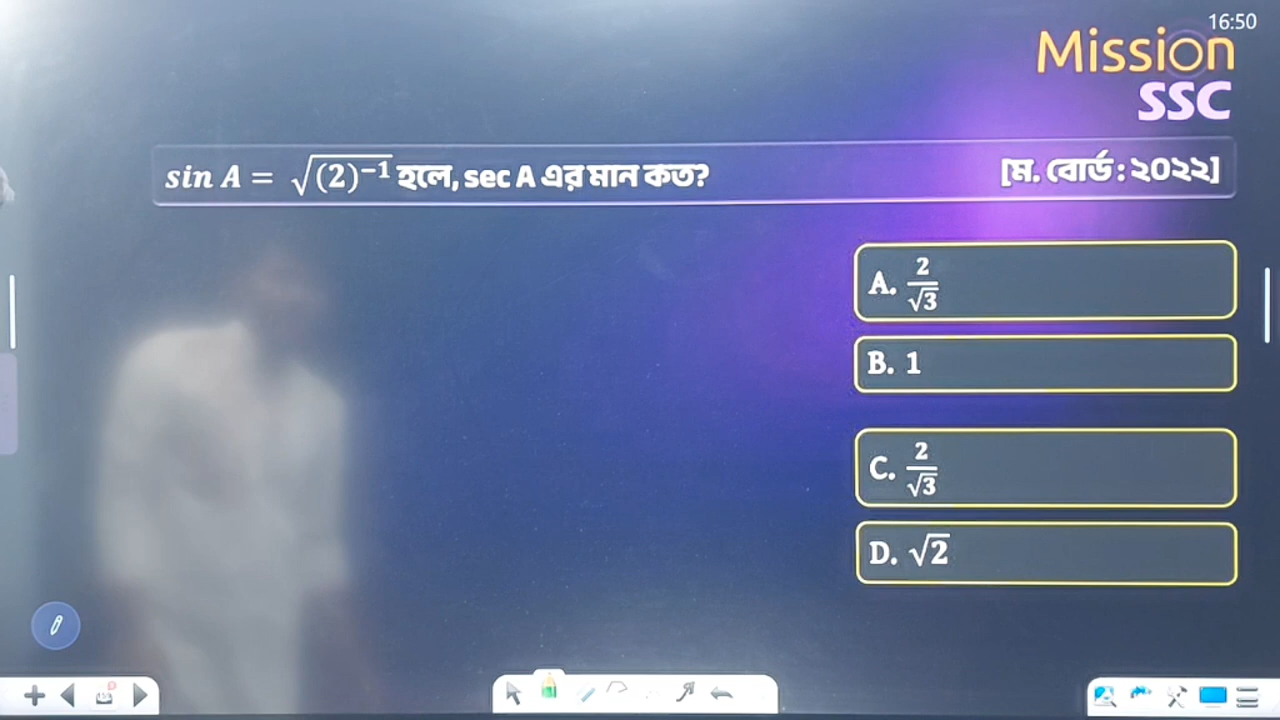 16:50
Mission
SSC
sin A = √(2)⁻¹ হলে, sec A এর মান কত? [ম. বোর্ড : ২০২২]
A. 2/√3
B. 1
C. 2/√3
D. √2